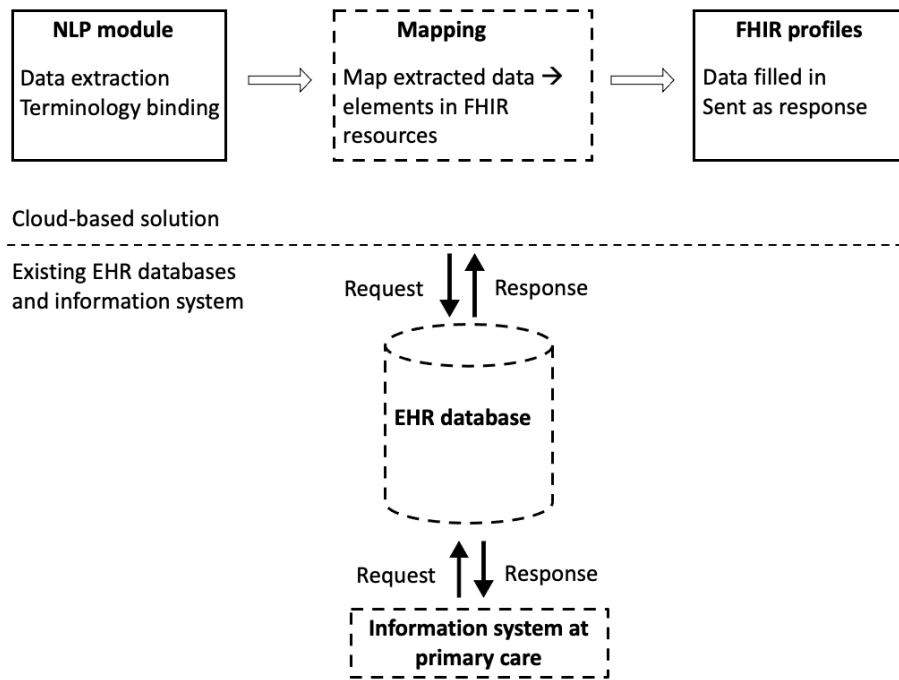 NLP module
Data extraction
Terminology binding
Mapping
Map extracted data →
elements in FHIR
resources
FHIR profiles
Data filled in
Sent as response
Cloud-based solution
Existing EHR databases
and information system
Request
Response
EHR database
Request
Response
Information system at
primary care